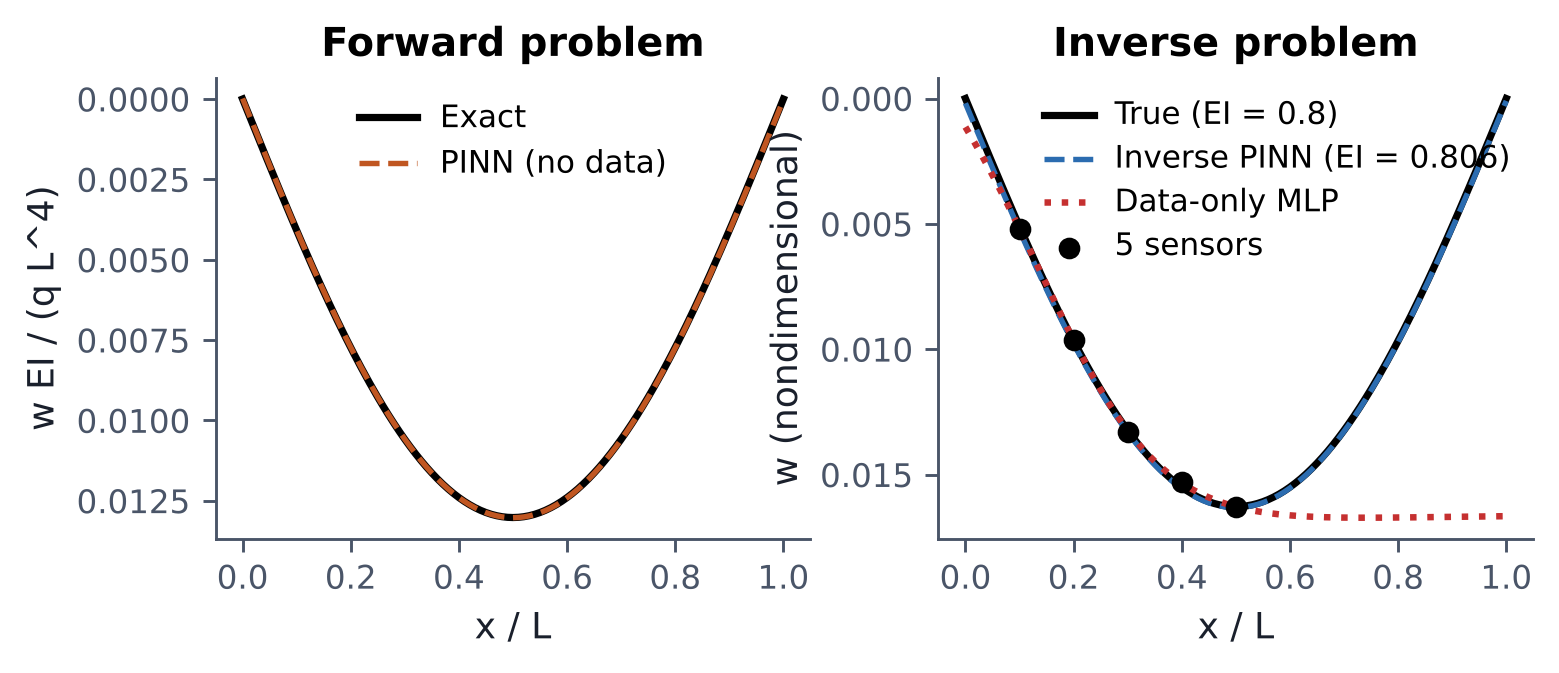 Forward problem
w EI / (q L^4)
0.0000
0.0025
0.0050
0.0075
0.0100
0.0125
Exact
PINN (no data)
0.0 0.2 0.4 0.6 0.8 1.0
x / L
Inverse problem
w (nondimensional)
0.000
0.005
0.010
0.015
True (EI = 0.8)
Inverse PINN (EI = 0.806)
Data-only MLP
5 sensors
0.0 0.2 0.4 0.6 0.8 1.0
x / L